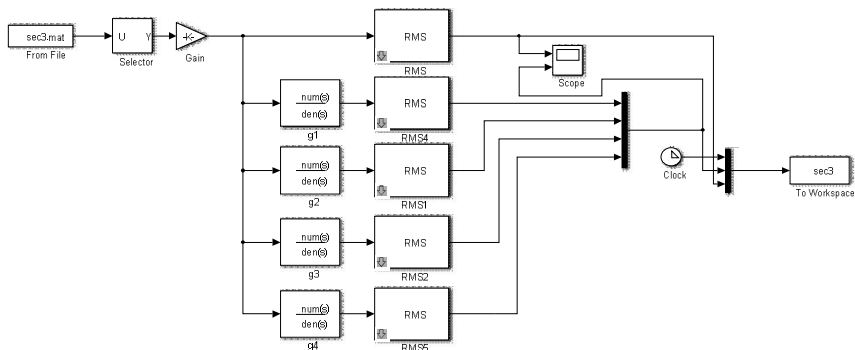 sec3.mat
From File
U Y
Selector
-K-
Gain
RMS
RMS
Scope
num(s)
den(s)
g1
RMS
RMS4
num(s)
den(s)
g2
RMS
RMS1
num(s)
den(s)
g3
RMS
RMS2
num(s)
den(s)
g4
RMS
RMS5
Clock
sec3
To Workspace